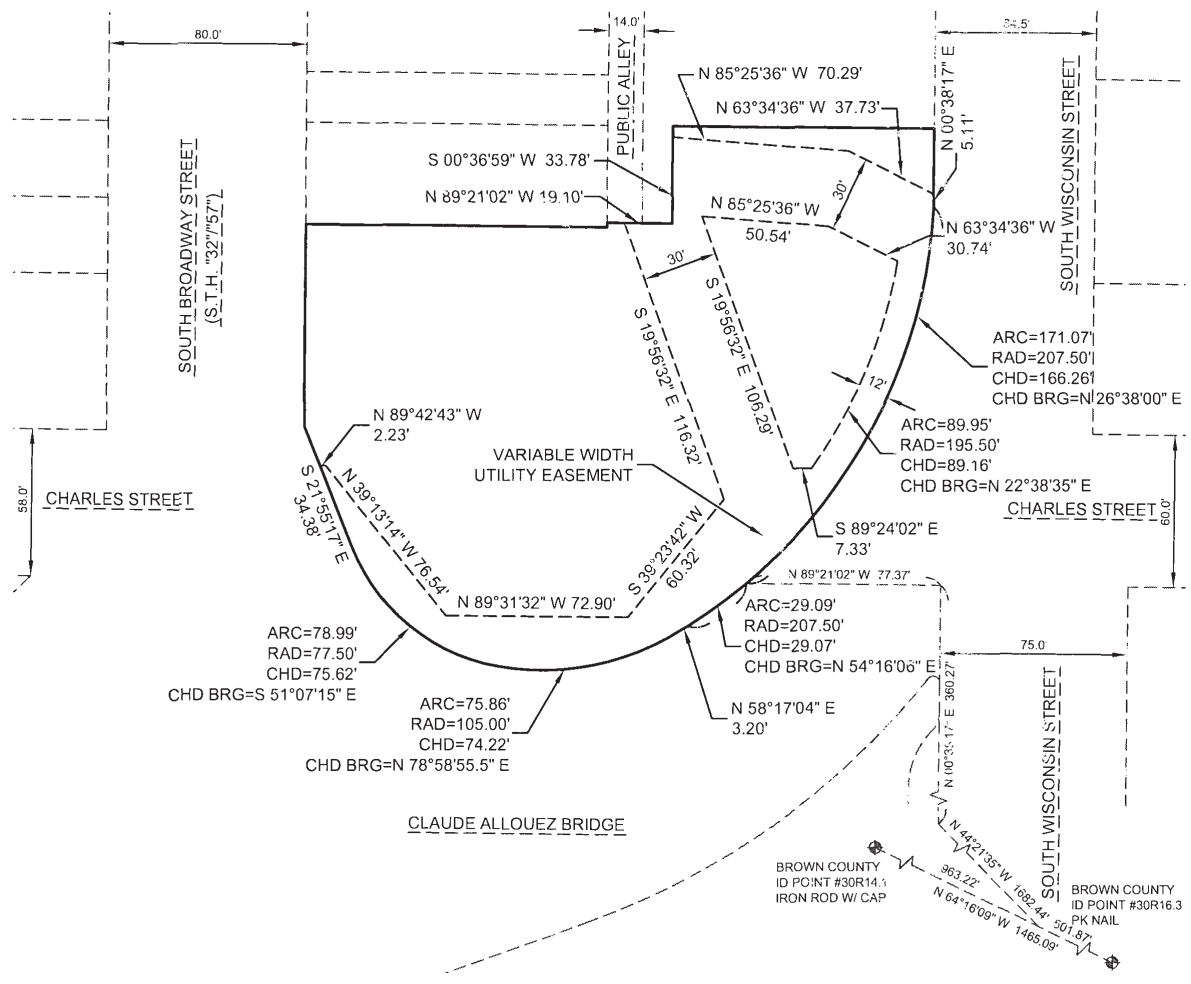 80.0'
14.0'
84.5'
PUBLIC ALLEY
N 85°25'36" W 70.29'
N 63°34'36" W 37.73'
N 00°38'17" E
5.11'
SOUTH WISCONSIN STREET
SOUTH BROADWAY STREET
(S.T.H. "32"/"57")
S 00°36'59" W 33.78'
N 89°21'02" W 19.10'
30'
N 85°25'36" W
50.54'
N 63°34'36" W
30.74'
30'
S 19°56'32" E 116.32'
S 19°56'32" E 106.29'
12'
ARC=171.07'
RAD=207.50'
CHD=166.26'
CHD BRG=N 26°38'00" E
N 89°42'43" W
2.23'
ARC=89.95'
RAD=195.50'
CHD=89.16'
CHD BRG=N 22°38'35" E
VARIABLE WIDTH
UTILITY EASEMENT
58.0'
CHARLES STREET
S 21°55'17" E
34.38'
N 39°13'14" W 76.54'
CHARLES STREET
60.0'
S 89°24'02" E
7.33'
S 39°23'42" W
60.32'
N 89°31'32" W 72.90'
N 89°21'02" W 77.37'
ARC=29.09'
RAD=207.50'
CHD=29.07'
CHD BRG=N 54°16'06" E
ARC=78.99'
RAD=77.50'
CHD=75.62'
CHD BRG=S 51°07'15" E
75.0'
N 58°17'04" E
3.20'
ARC=75.86'
RAD=105.00'
CHD=74.22'
CHD BRG=N 78°58'55.5" E
E 360.27'
SOUTH WISCONSIN STREET
CLAUDE ALLOUEZ BRIDGE
N 44°21'35" W 1682.44'
BROWN COUNTY
ID POINT #30R14.1
IRON ROD W/ CAP
963.22'
501.87'
N 64°16'09" W 1465.09'
BROWN COUNTY
ID POINT #30R16.3
PK NAIL